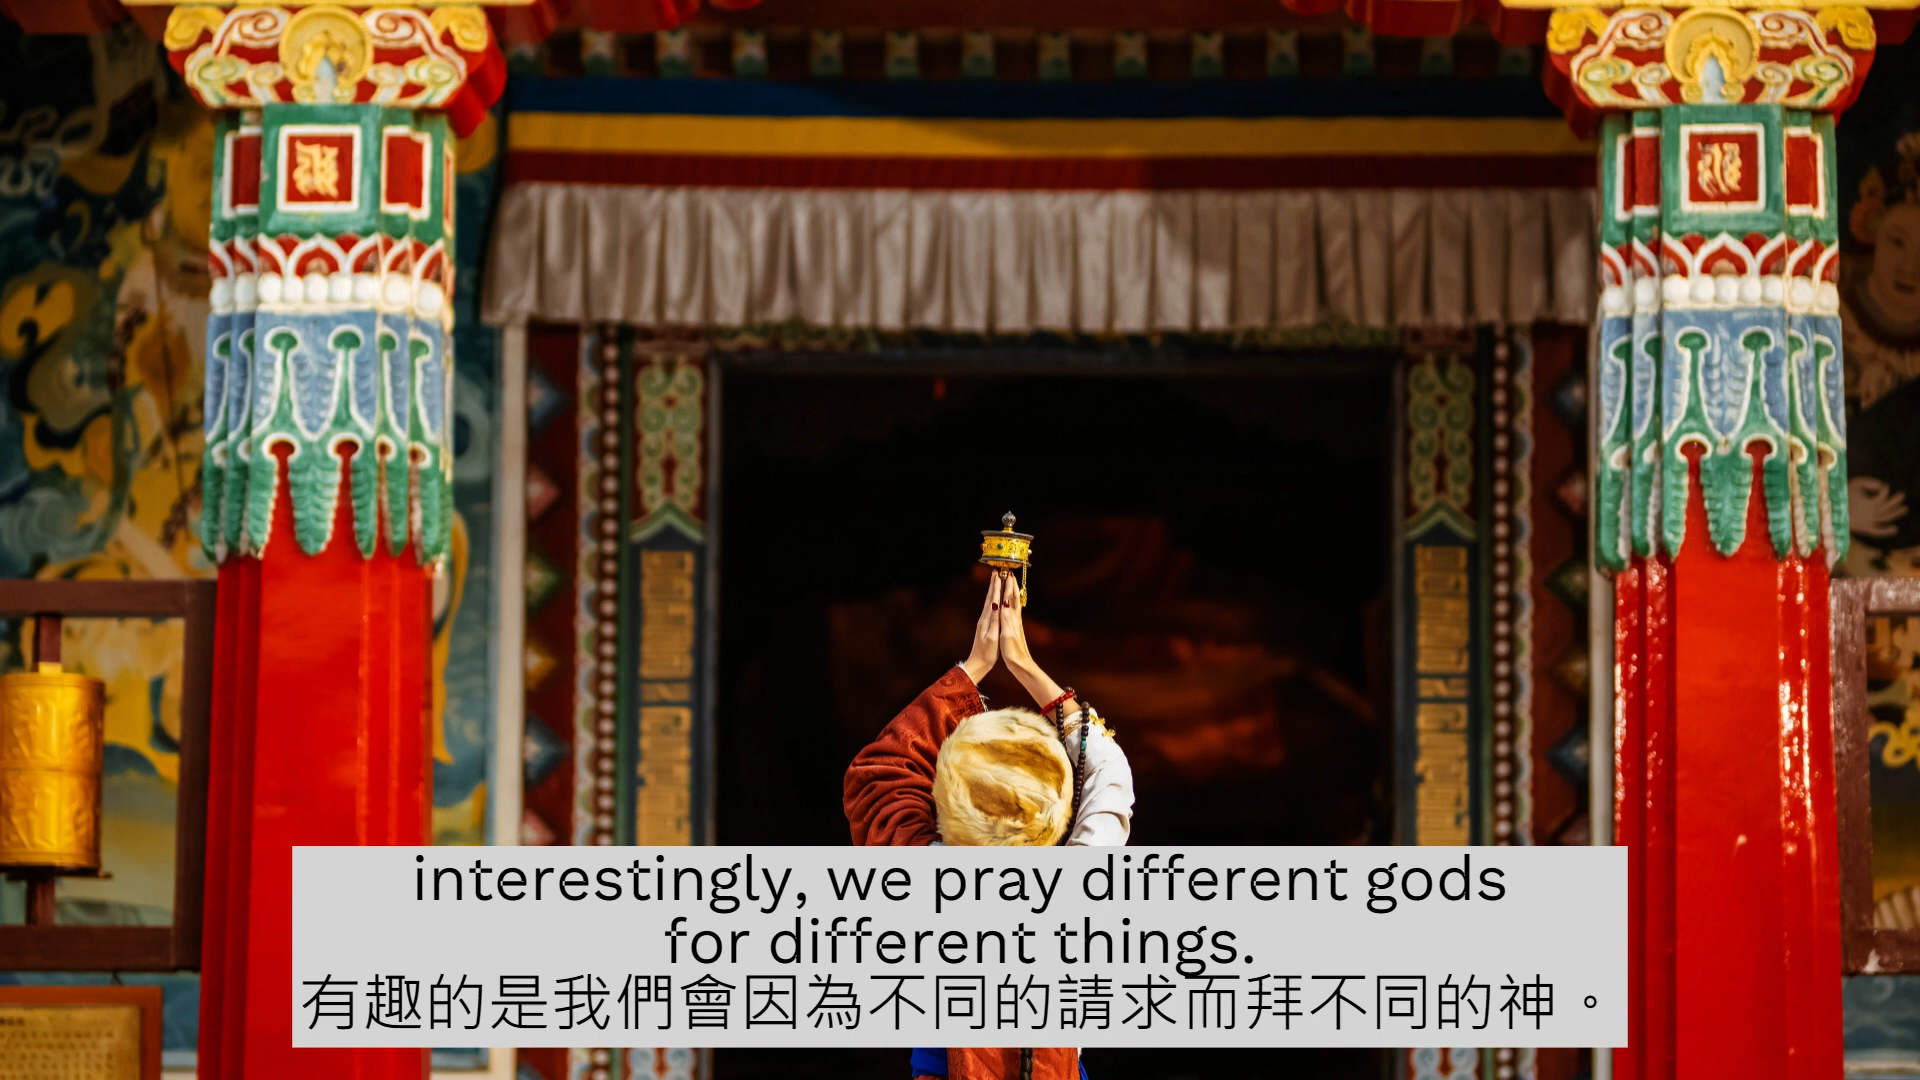 interestingly, we pray different gods
for different things.
有趣的是我們會因為不同的請求而拜不同的神。